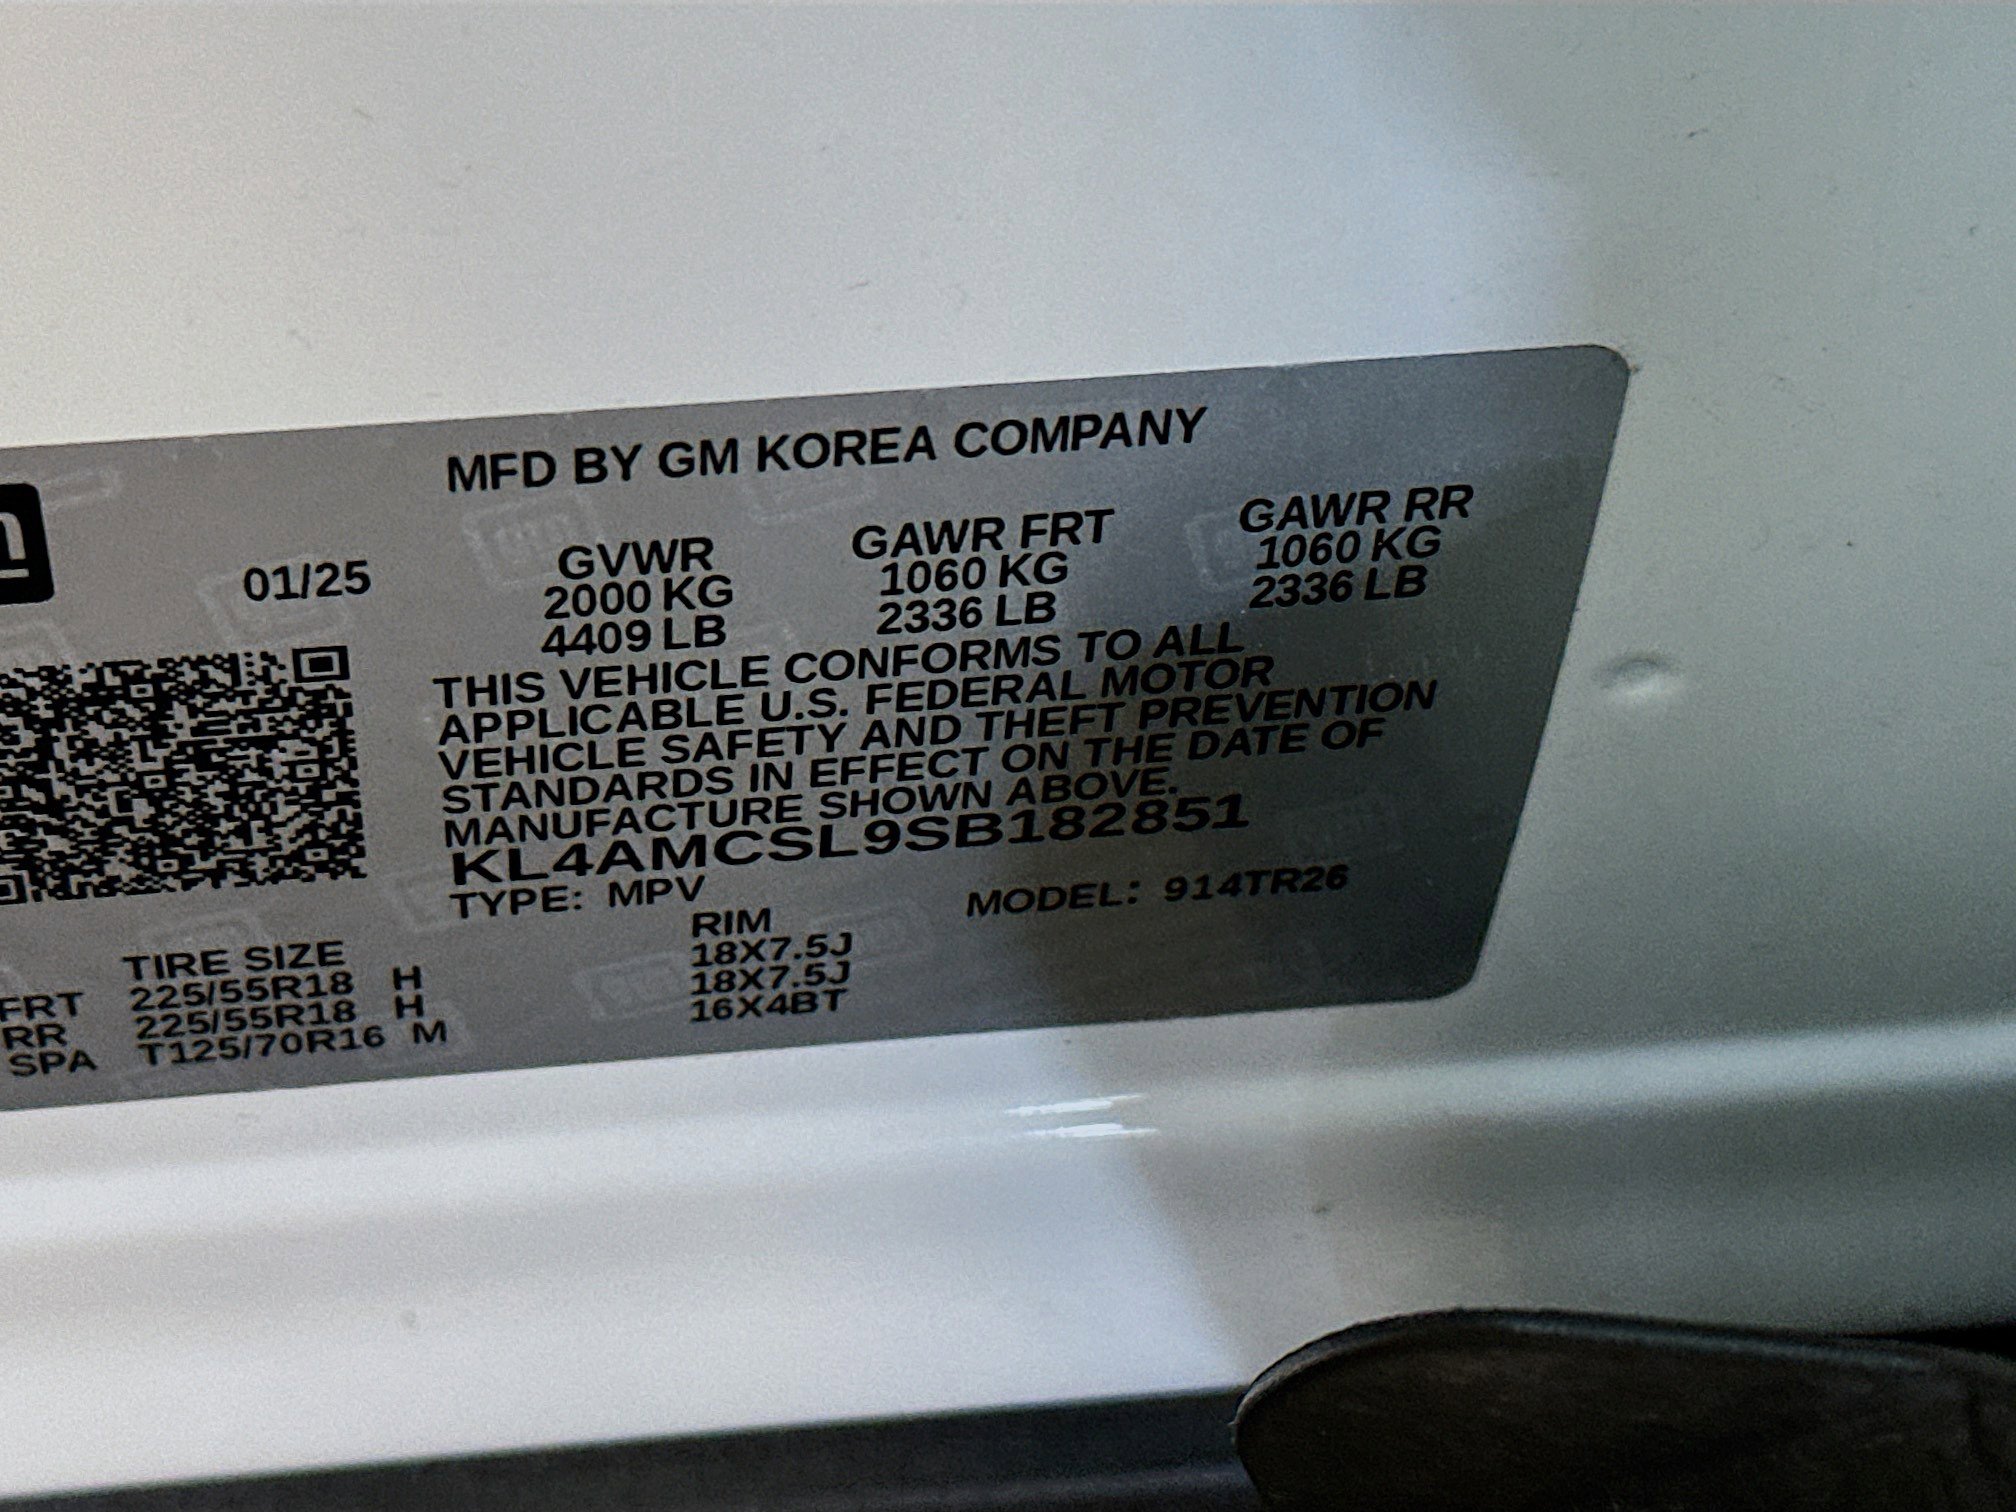 MFD BY GM KOREA COMPANY
01/25
GVWR GAWR FRT GAWR RR
2000 KG 1060 KG 1060 KG
4409 LB 2336 LB 2336 LB
THIS VEHICLE CONFORMS TO ALL
APPLICABLE U.S. FEDERAL MOTOR
VEHICLE SAFETY AND THEFT PREVENTION
STANDARDS IN EFFECT ON THE DATE OF
MANUFACTURE SHOWN ABOVE.
KL4AMCSL9SB182851
TYPE: MPV MODEL: 914TR26
TIRE SIZE RIM
FRT 225/55R18 H 18X7.5J
RR 225/55R18 H 18X7.5J
SPA T125/70R16 M 16X4BT